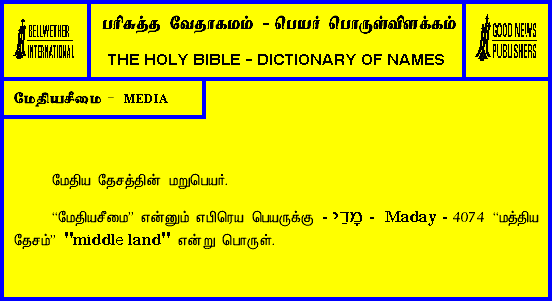 BELLWETHER
INTERNATIONAL
பரிசுத்த வேதாகமம் - பெயர் பொருள்விளக்கம்
THE HOLY BIBLE - DICTIONARY OF NAMES
GOOD NEWS
PUBLISHERS
மேதியசீமை - MEDIA
மேதிய தேசத்தின் மறுபெயர்.
“மேதியசீமை” என்னும் எபிரெய பெயருக்கு - מָדַי - Maday - 4074 “மத்திய
தேசம்” "middle land" என்று பொருள்.